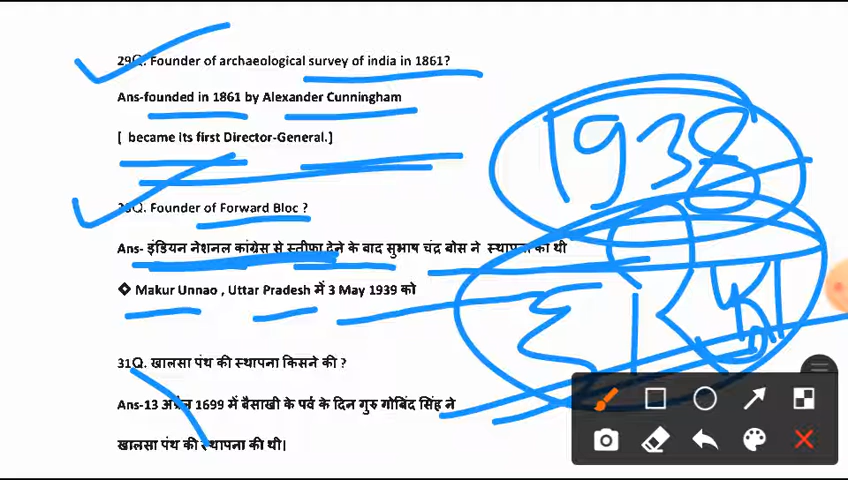 29Q. Founder of archaeological survey of india in 1861?
Ans-founded in 1861 by Alexander Cunningham
[ became its first Director-General.]
1938
Q. Founder of Forward Bloc ?
Ans- इंडियन नेशनल कांग्रेस से स्तीफ़ा देने के बाद सुभाष चंद्र बोस ने स्थापना की थी
❖ Makur Unnao , Uttar Pradesh में 3 May 1939 को
31Q. खालसा पंथ की स्थापना किसने की ?
Ans-13 अप्रैल 1699 में बैसाखी के पर्व के दिन गुरु गोबिंद सिंह ने
खालसा पंथ की स्थापना की थी।